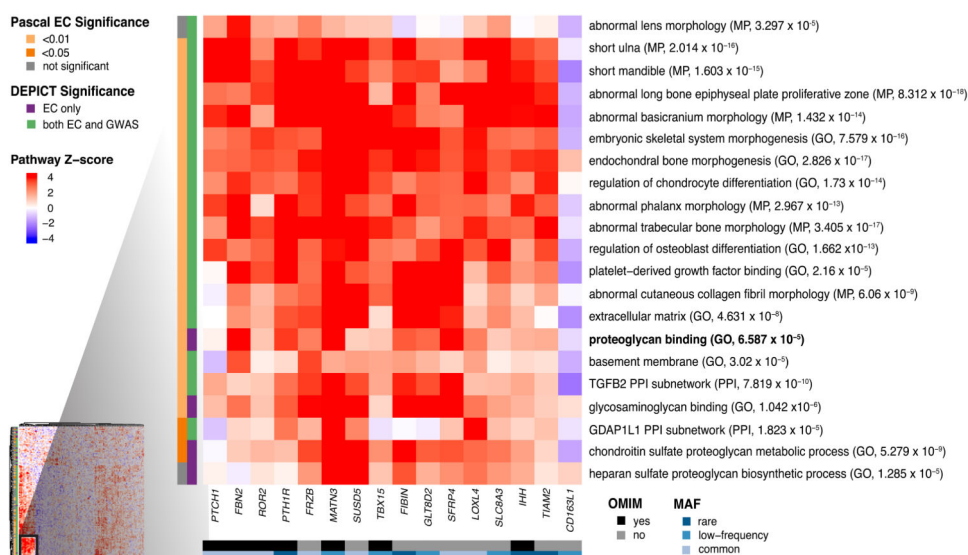 Pascal EC Significance
<0.01
<0.05
not significant
DEPICT Significance
EC only
both EC and GWAS
Pathway Z-score
4
2
0
−2
−4
abnormal lens morphology (MP, 3.297 x 10⁻⁵)
short ulna (MP, 2.014 x 10⁻¹⁶)
short mandible (MP, 1.603 x 10⁻¹⁵)
abnormal long bone epiphyseal plate proliferative zone (MP, 8.312 x 10⁻¹⁸)
abnormal basicranium morphology (MP, 1.432 x 10⁻¹⁴)
embryonic skeletal system morphogenesis (GO, 7.579 x 10⁻¹⁶)
endochondral bone morphogenesis (GO, 2.826 x 10⁻¹⁷)
regulation of chondrocyte differentiation (GO, 1.73 x 10⁻¹⁴)
abnormal phalanx morphology (MP, 2.967 x 10⁻¹³)
abnormal trabecular bone morphology (MP, 3.405 x 10⁻¹⁷)
regulation of osteoblast differentiation (GO, 1.662 x10⁻¹³)
platelet−derived growth factor binding (GO, 2.16 x 10⁻⁵)
abnormal cutaneous collagen fibril morphology (MP, 6.06 x 10⁻⁹)
extracellular matrix (GO, 4.631 x 10⁻⁸)
proteoglycan binding (GO, 6.587 x 10⁻⁵)
basement membrane (GO, 3.02 x 10⁻⁵)
TGFB2 PPI subnetwork (PPI, 7.819 x 10⁻¹⁰)
glycosaminoglycan binding (GO, 1.042 x10⁻⁶)
GDAP1L1 PPI subnetwork (PPI, 1.823 x 10⁻⁵)
chondroitin sulfate proteoglycan metabolic process (GO, 5.279 x 10⁻⁹)
heparan sulfate proteoglycan biosynthetic process (GO, 1.285 x 10⁻⁵)
PTCH1
FBN2
ROR2
PTH1R
FRZB
MATN3
SUSD5
TBX15
FIBIN
GLT8D2
SFRP4
LOXL4
SLC8A3
IHH
TIAM2
CD163L1
OMIM
yes
no
MAF
rare
low−frequency
common